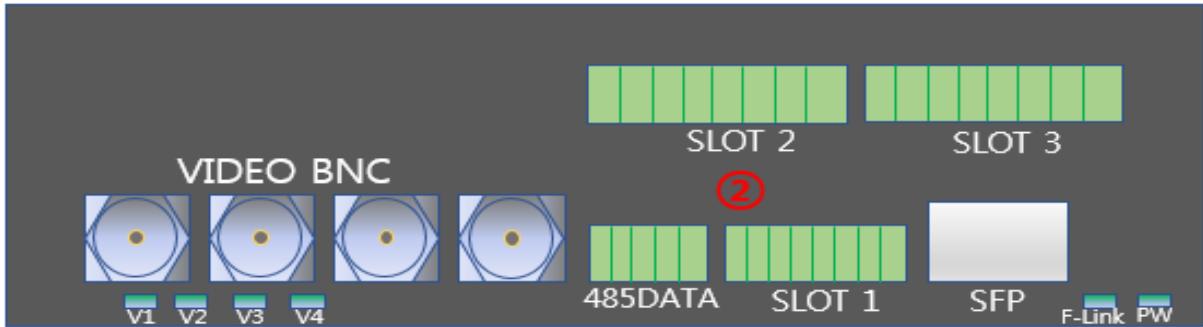 SLOT 2
SLOT 3
VIDEO BNC
②
485DATA
SLOT 1
SFP
V1
V2
V3
V4
F-Link
PW